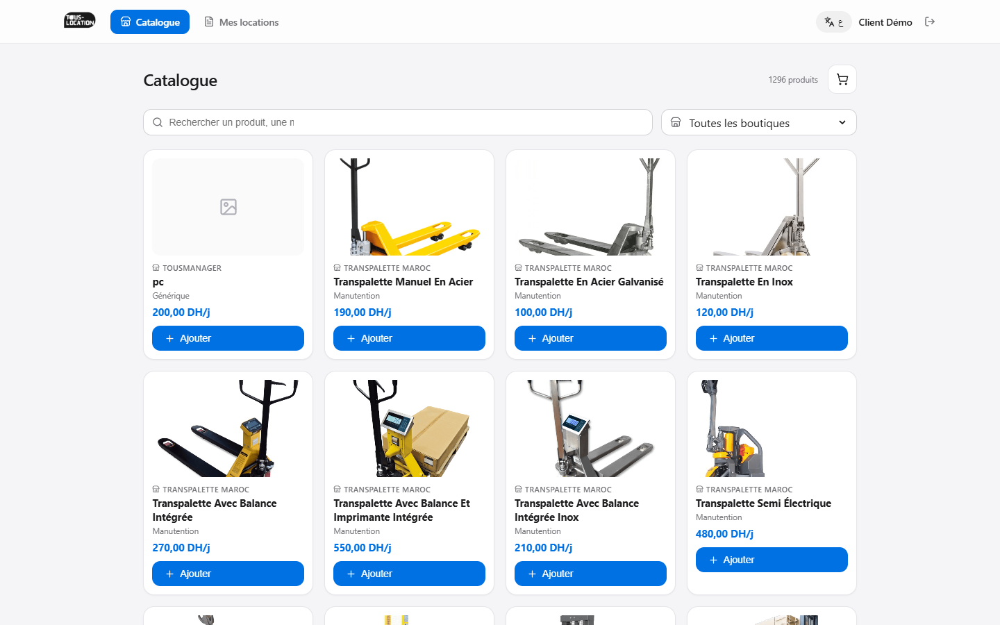 TOUS-
LOCATION
Catalogue
Mes locations
ع
Client Démo
Catalogue
1296 produits
Rechercher un produit, une
Toutes les boutiques
TOUSMANAGER
pc
Générique
200,00 DH/j
Ajouter
TRANSPALETTE MAROC
Transpalette Manuel En Acier
Manutention
190,00 DH/j
Ajouter
TRANSPALETTE MAROC
Transpalette En Acier Galvanisé
Manutention
100,00 DH/j
Ajouter
TRANSPALETTE MAROC
Transpalette En Inox
Manutention
120,00 DH/j
Ajouter
TRANSPALETTE MAROC
Transpalette Avec Balance
Intégrée
Manutention
270,00 DH/j
Ajouter
TRANSPALETTE MAROC
Transpalette Avec Balance Et
Imprimante Intégrée
Manutention
550,00 DH/j
Ajouter
TRANSPALETTE MAROC
Transpalette Avec Balance
Intégrée Inox
Manutention
210,00 DH/j
Ajouter
TRANSPALETTE MAROC
Transpalette Semi Électrique
Manutention
480,00 DH/j
Ajouter